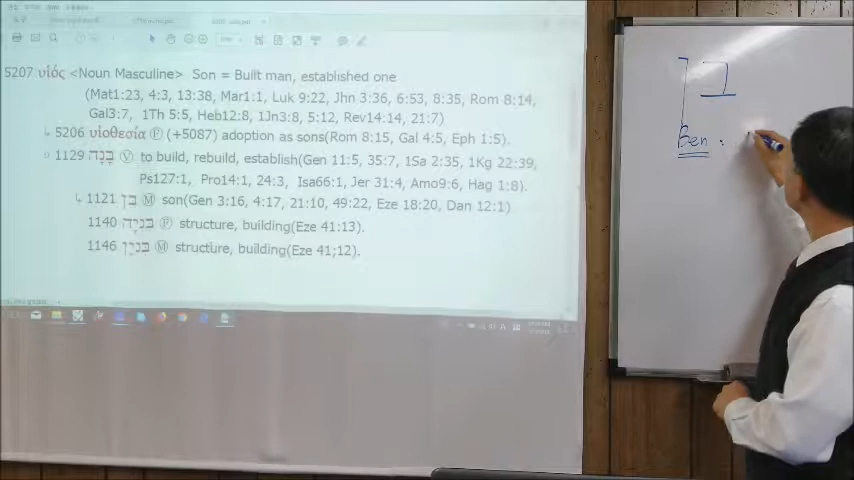 5207 υἱός <Noun Masculine> Son = Built man, established one
(Mat1:23, 4:3, 13:38, Mar1:1, Luk 9:22, Jhn 3:36, 6:53, 8:35, Rom 8:14,
Gal3:7, 1Th 5:5, Heb12:8, 1Jn3:8, 5:12, Rev14:14, 21:7)
5206 υἱοθεσία Ⓕ (+5087) adoption as sons(Rom 8:15, Gal 4:5, Eph 1:5).
1129 בָּנָה Ⓥ to build, rebuild, establish(Gen 11:5, 35:7, 1Sa 2:35, 1Kg 22:39,
Ps127:1, Pro14:1, 24:3, Isa66:1, Jer 31:4, Amo9:6, Hag 1:8).
1121 בן Ⓜ son(Gen 3:16, 4:17, 21:10, 49:22, Eze 18:20, Dan 12:1)
1140 בניה Ⓕ structure, building(Eze 41:13).
1146 בנין Ⓜ structure, building(Eze 41;12).
בן
Ben :